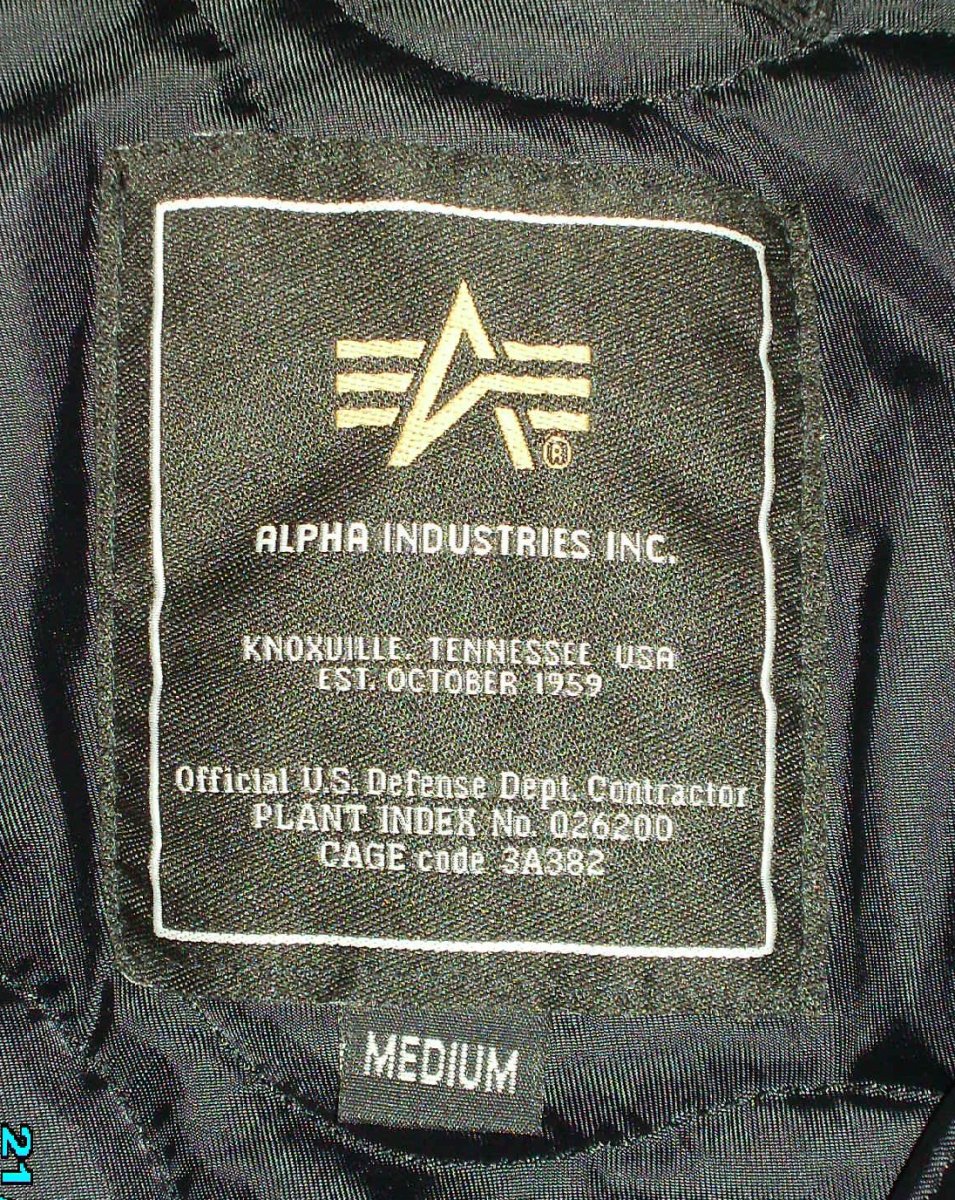 ®
ALPHA INDUSTRIES INC.
KNOXVILLE, TENNESSEE USA
EST. OCTOBER 1959
Official U.S. Defense Dept. Contractor
PLANT INDEX No. 026200
CAGE code 3A382
MEDIUM
21